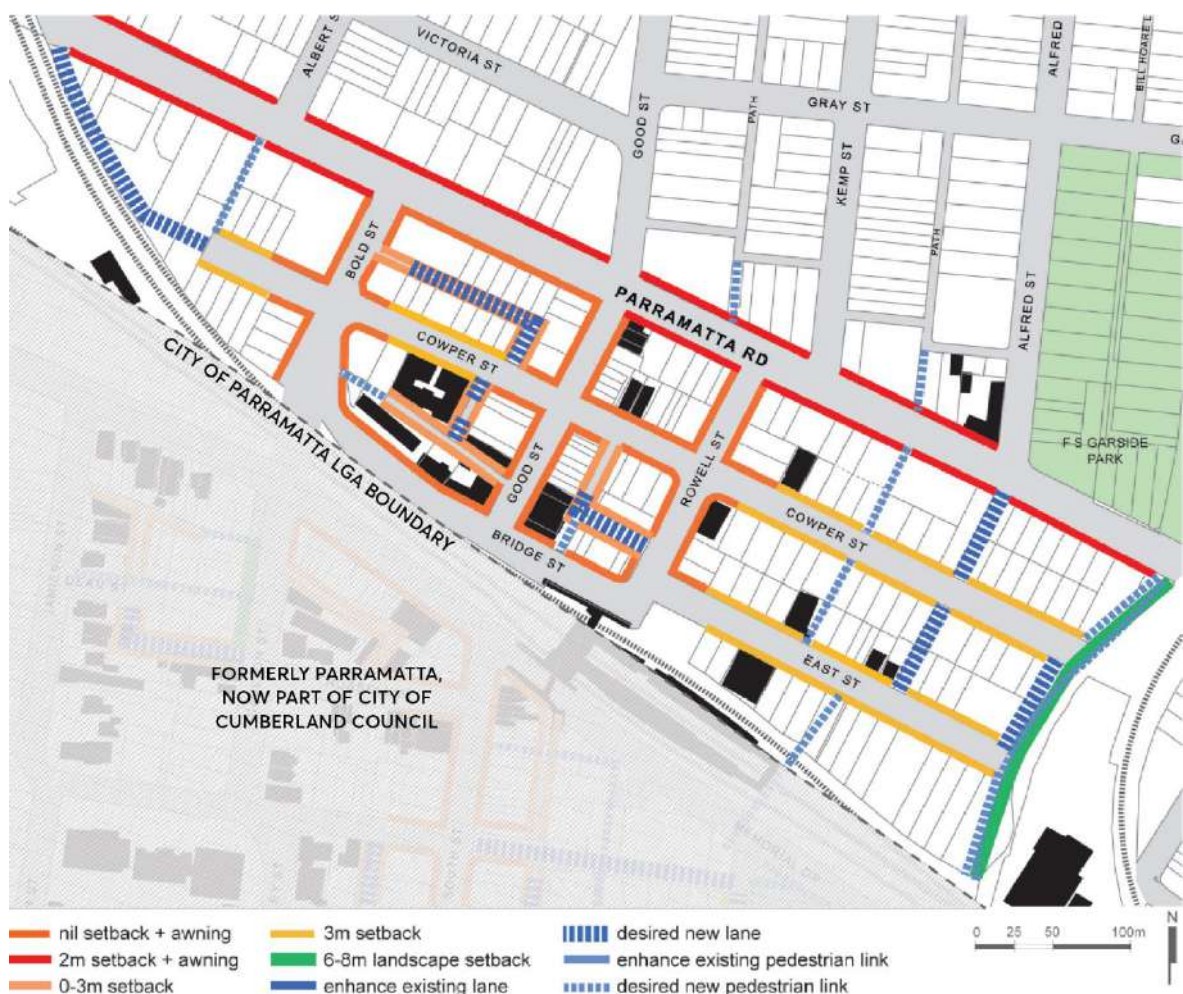 ALBERT S
VICTORIA ST
GOOD ST
PATH
GRAY ST
KEMP ST
ALFRED
BILL HOARE L
G
PATH
ALFRED ST
BOLD ST
PARRAMATTA RD
COWPER ST
F S GARSIDE
PARK
CITY OF PARRAMATTA LGA BOUNDARY
GOOD ST
ROWELL ST
COWPER ST
BRIDGE ST
EAST ST
FORMERLY PARRAMATTA,
NOW PART OF CITY OF
CUMBERLAND COUNCIL
nil setback + awning
2m setback + awning
0-3m setback
3m setback
6-8m landscape setback
enhance existing lane
desired new lane
enhance existing pedestrian link
desired new pedestrian link
0 25 50 100m
N